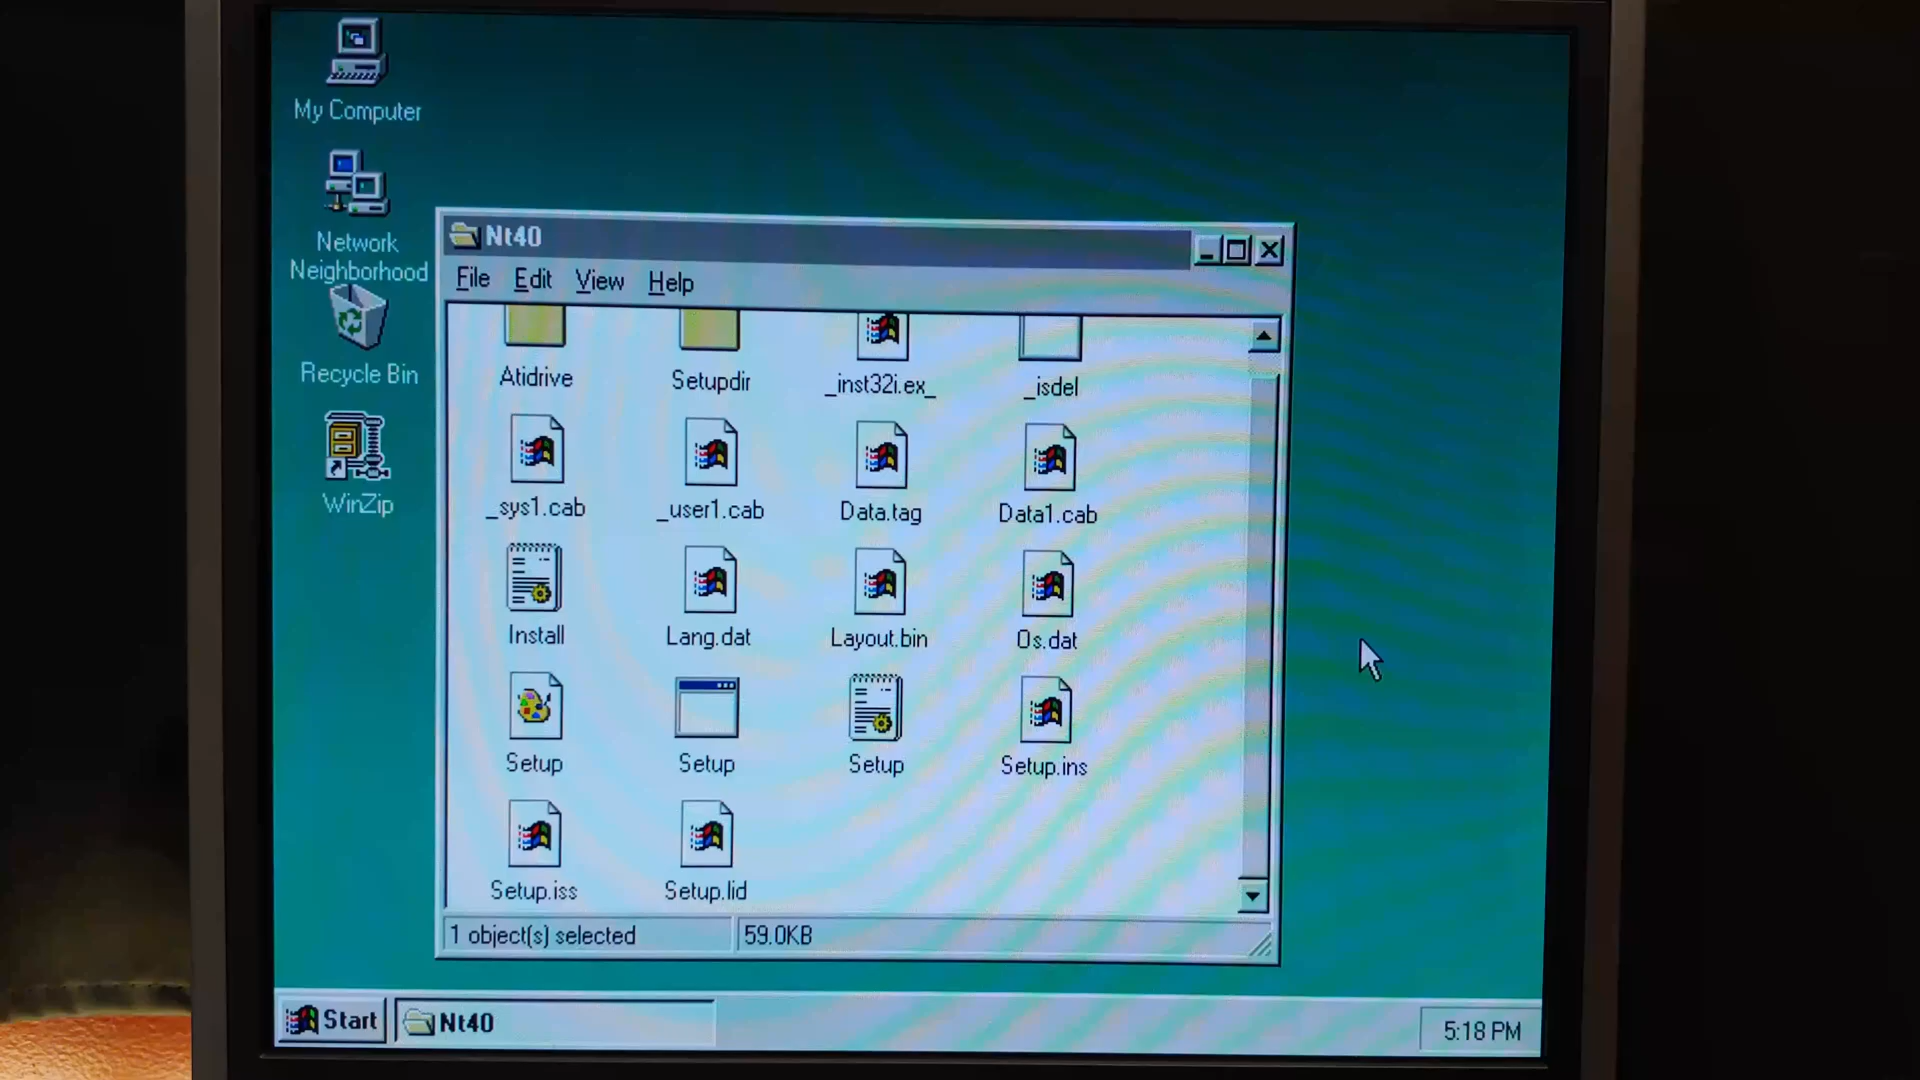 My Computer
Network
Neighborhood
Recycle Bin
WinZip
Nt40
File Edit View Help
Atidrive Setupdir _inst32i.ex_ _isdel
_sys1.cab _user1.cab Data.tag Data1.cab
Install Lang.dat Layout.bin Os.dat
Setup Setup Setup Setup.ins
Setup.iss Setup.lid
1 object(s) selected 59.0KB
Start Nt40 5:18 PM